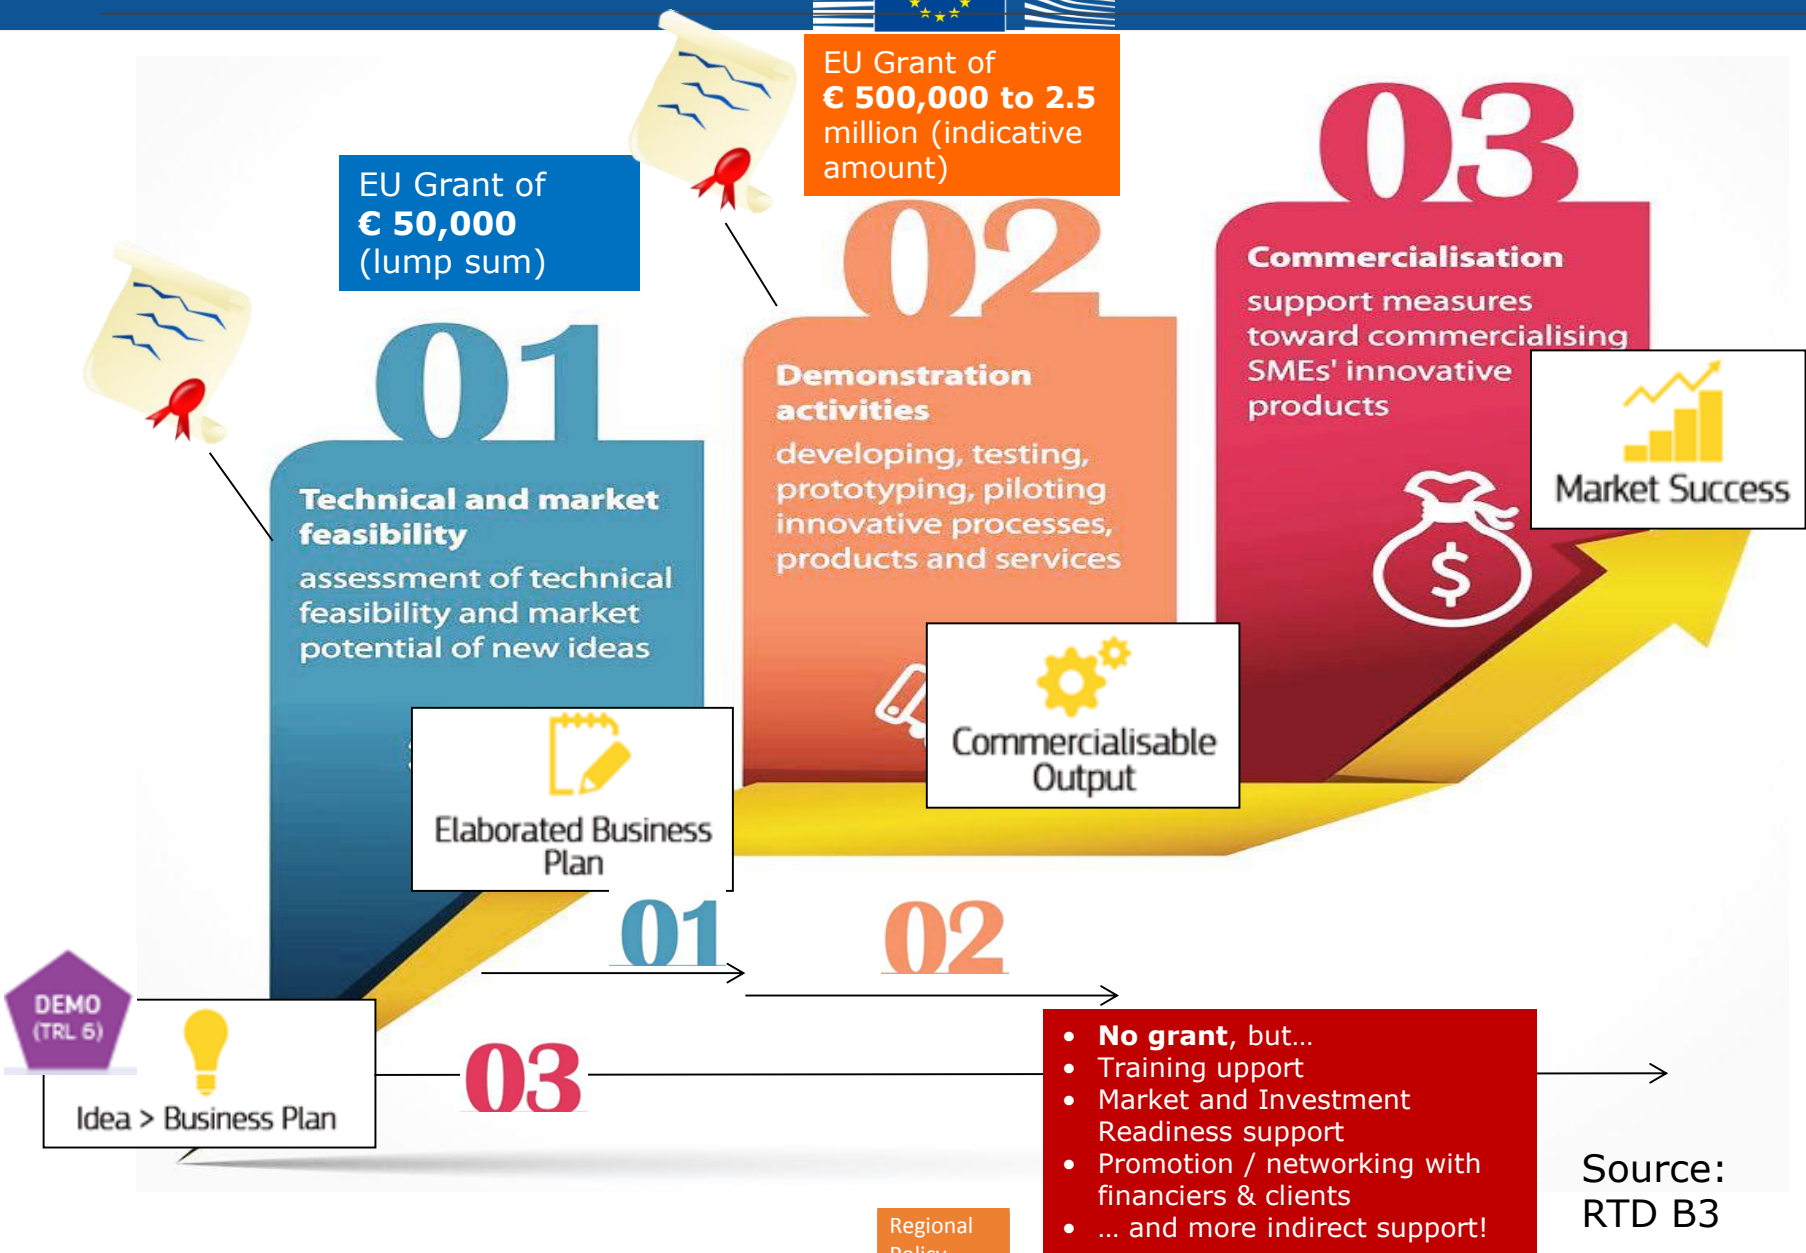 EU Grant of
€ 500,000 to 2.5
million (indicative
amount)
EU Grant of
€ 50,000
(lump sum)
03
02
01
Commercialisation
support measures
toward commercialising
SMEs' innovative
products
Demonstration
activities
developing, testing,
prototyping, piloting
innovative processes,
products and services
Technical and market
feasibility
assessment of technical
feasibility and market
potential of new ideas
Market Success
$
Commercialisable
Output
Elaborated Business
Plan
01
02
DEMO
(TRL 6)
Idea > Business Plan
03
• No grant, but…
• Training upport
• Market and Investment
Readiness support
• Promotion / networking with
financiers & clients
• … and more indirect support!
Source:
RTD B3
Regional
Policy